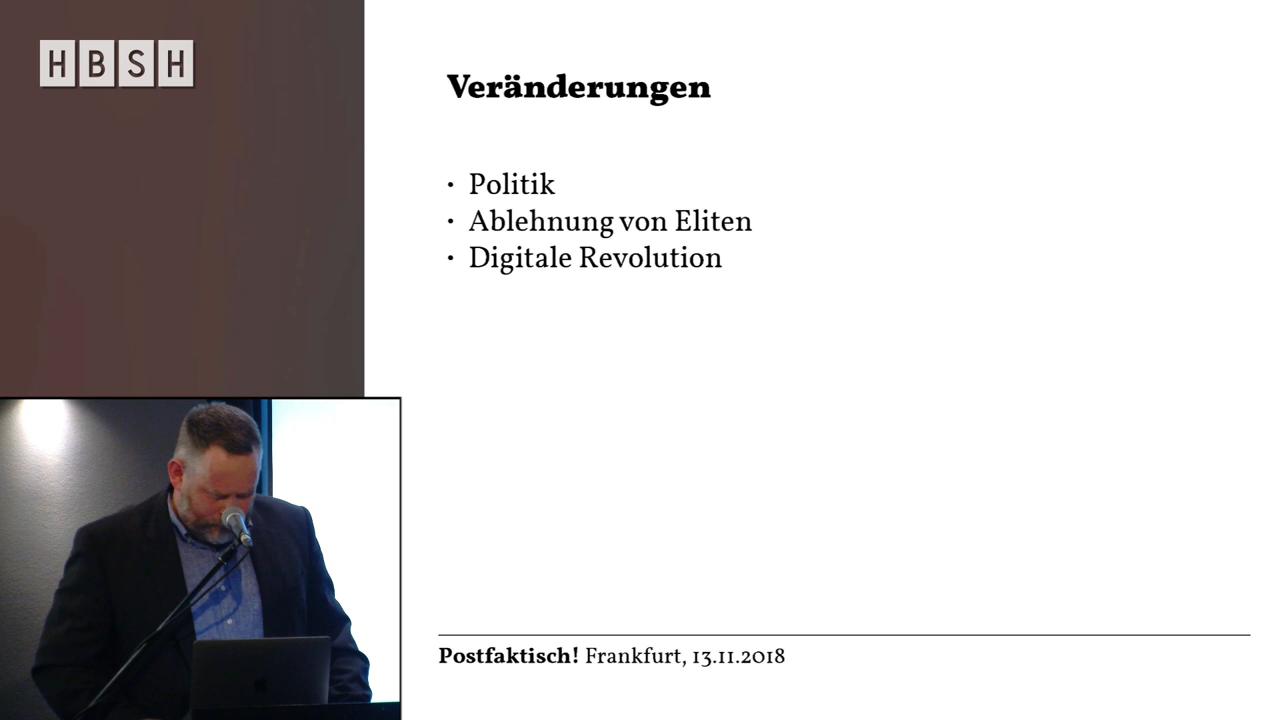 HBSH
Veränderungen
• Politik
• Ablehnung von Eliten
• Digitale Revolution
Postfaktisch! Frankfurt, 13.11.2018